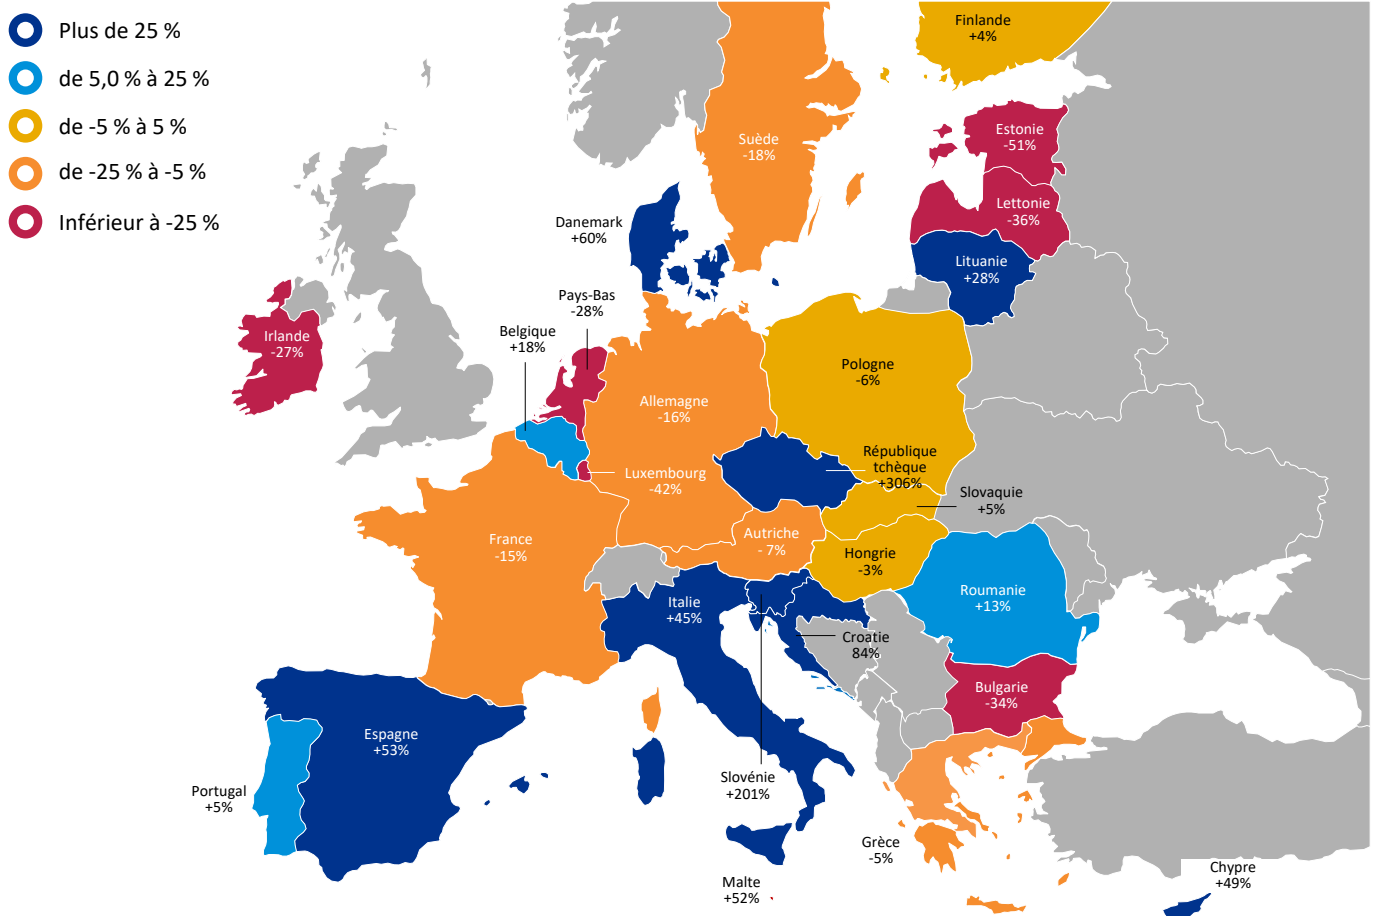 Plus de 25 %
de 5,0 % à 25 %
de -5 % à 5 %
de -25 % à -5 %
Inférieur à -25 %
Finlande
+4%
Suède
-18%
Estonie
-51%
Lettonie
-36%
Lituanie
+28%
Danemark
+60%
Pays-Bas
-28%
Belgique
+18%
Irlande
-27%
Pologne
-6%
Allemagne
-16%
République
tchèque
+306%
Luxembourg
-42%
Slovaquie
+5%
France
-15%
Autriche
- 7%
Hongrie
-3%
Roumanie
+13%
Italie
+45%
Croatie
84%
Bulgarie
-34%
Espagne
+53%
Portugal
+5%
Slovénie
+201%
Grèce
-5%
Malte
+52%
Chypre
+49%